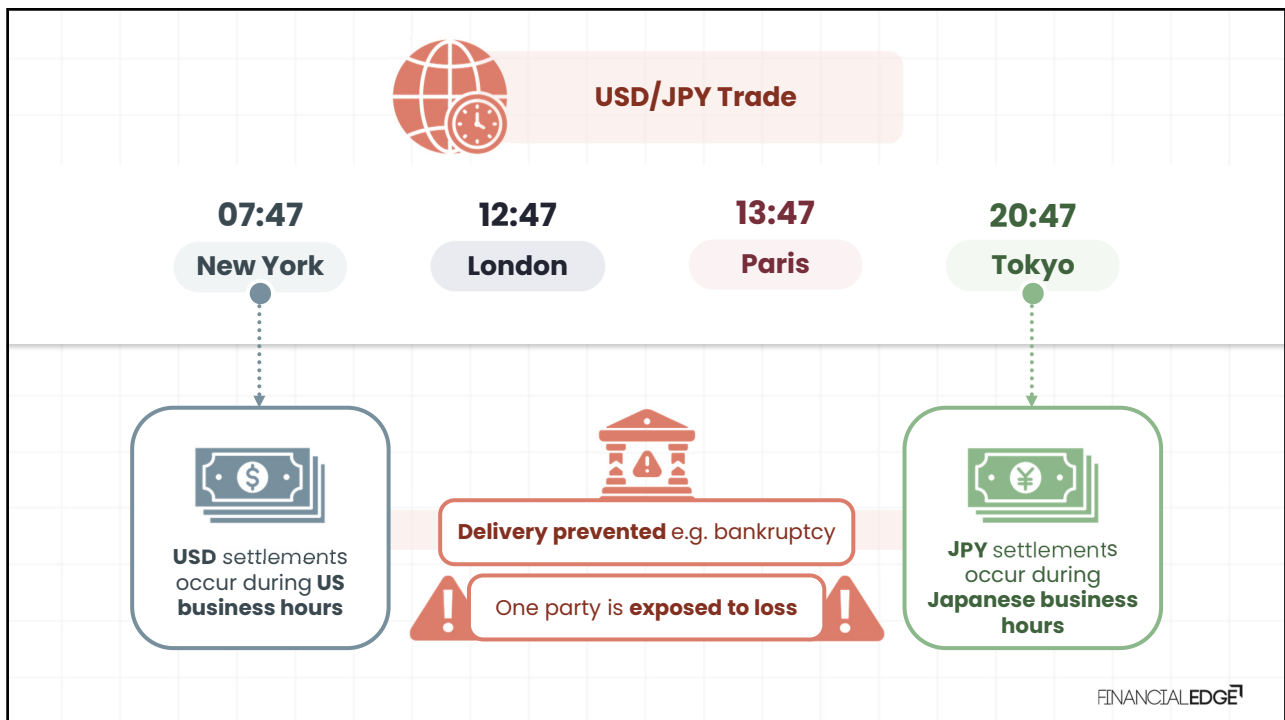 USD/JPY Trade
07:47
12:47
13:47
20:47
New York
London
Paris
Tokyo
$
¥
USD settlements
occur during US
business hours
Delivery prevented e.g. bankruptcy
One party is exposed to loss
JPY settlements
occur during
Japanese business
hours
FINANCIALEDGE